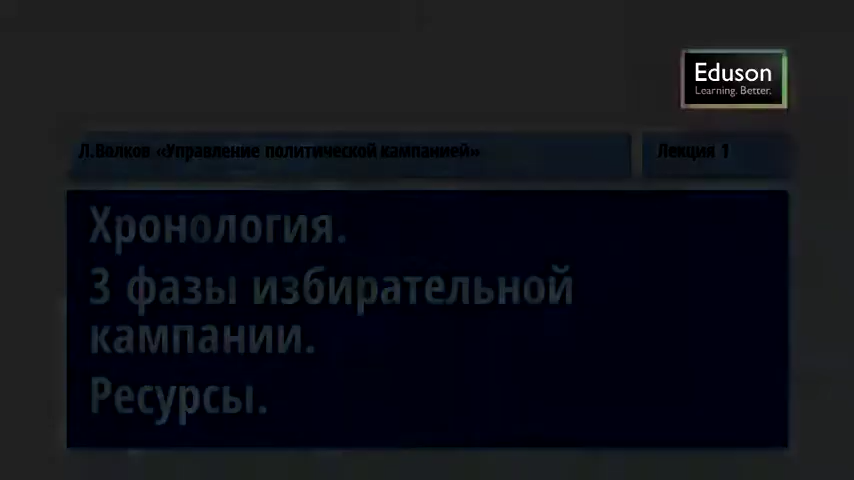 Eduson
Learning. Better.
Л.Волков «Управление политической кампанией»
Лекция 1
Хронология.
3 фазы избирательной
кампании.
Ресурсы.